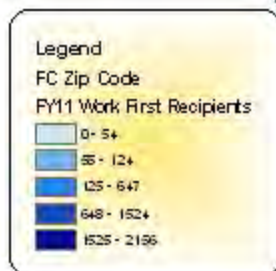 Legend
FC Zip Code
FY11 Work First Recipients
0 - 54
55 - 124
125 - 647
648 - 1524
1525 - 2156